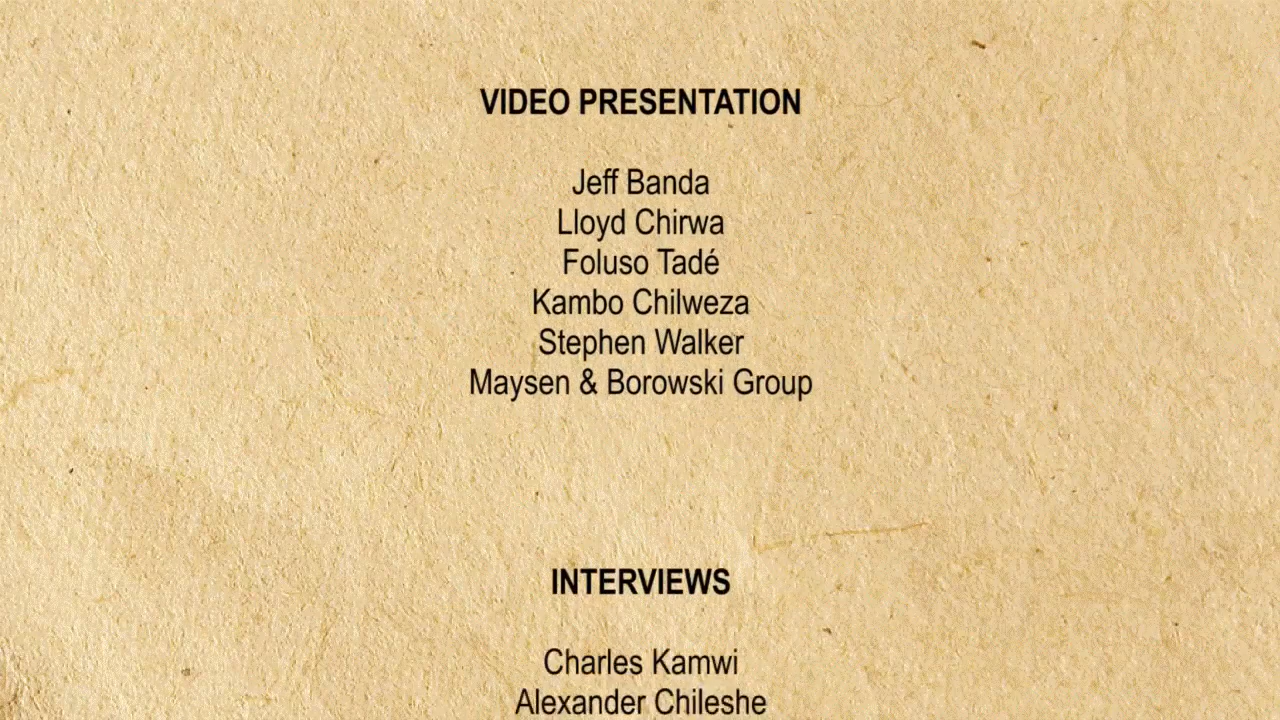 VIDEO PRESENTATION
Jeff Banda
Lloyd Chirwa
Foluso Tadé
Kambo Chilweza
Stephen Walker
Maysen & Borowski Group
INTERVIEWS
Charles Kamwi
Alexander Chileshe